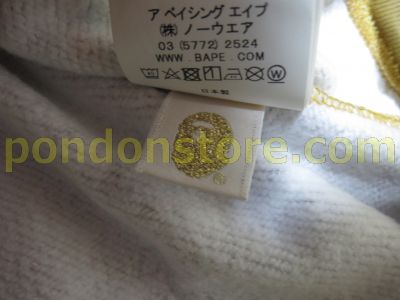 ア ベイシング エイプ
(株) ノーウエア
03 (5772) 2524
WWW.BAPE.COM
日本製
pondonstore.com